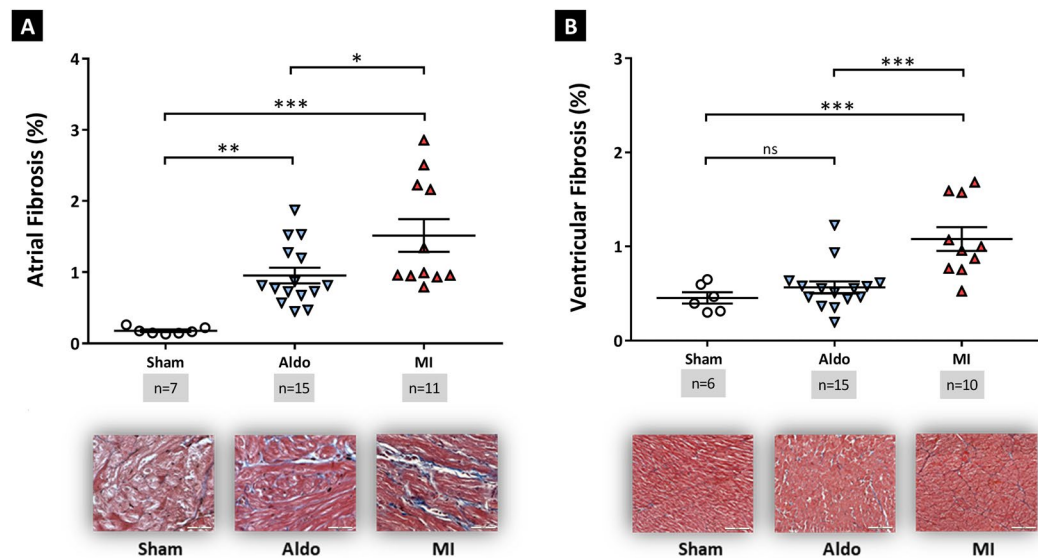 A
Atrial Fibrosis (%)
4
3
2
1
0
*
***
**
Sham
Aldo
MI
n=7
n=15
n=11
Sham
Aldo
MI
B
Ventricular Fibrosis (%)
3
2
1
0
***
***
ns
Sham
Aldo
MI
n=6
n=15
n=10
Sham
Aldo
MI